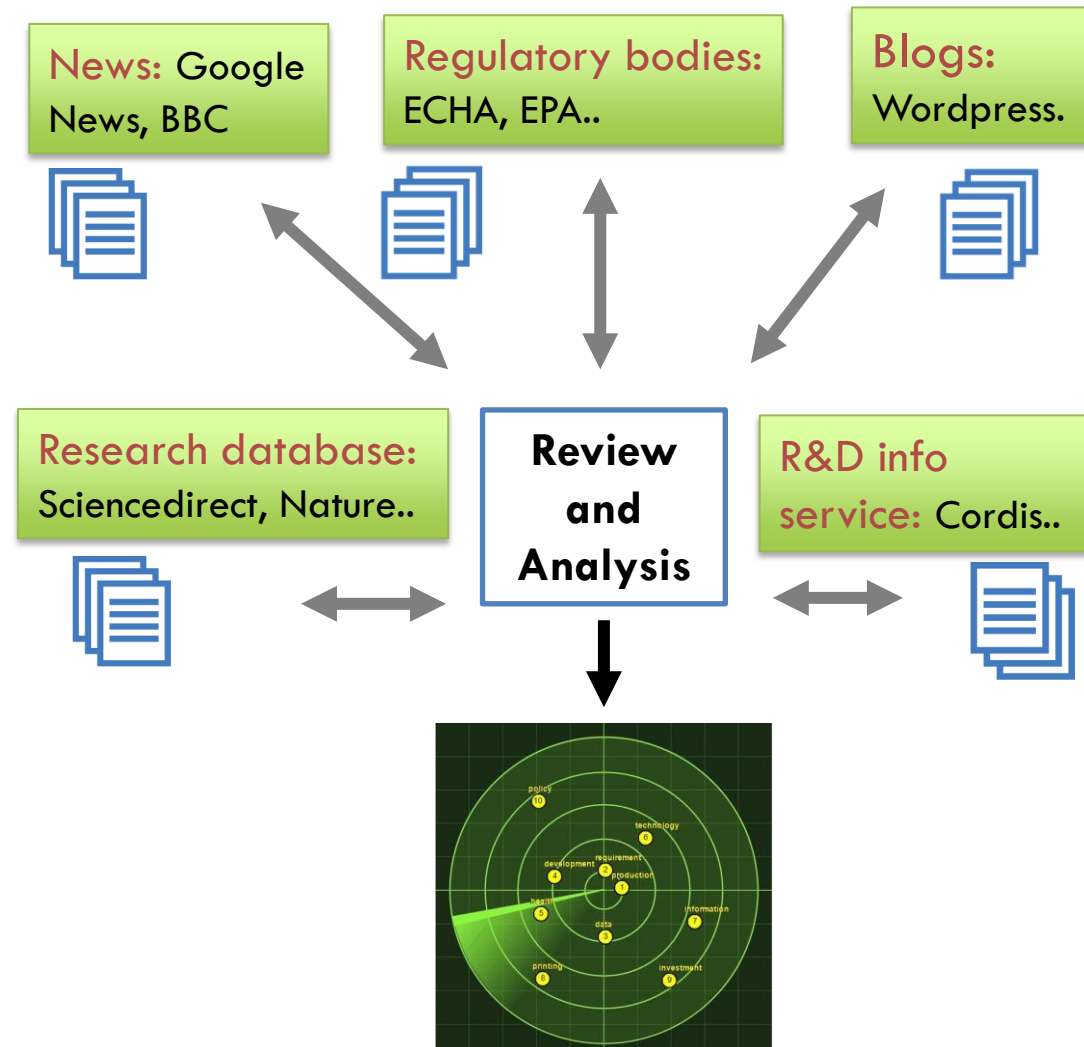 News: Google
News, BBC
Regulatory bodies:
ECHA, EPA..
Blogs:
Wordpress.
Research database:
Sciencedirect, Nature..
Review
and
Analysis
R&D info
service: Cordis..
policy
10
technology
6
requirement
2
development
4
production
1
health
5
information
7
data
3
printing
8
investment
9